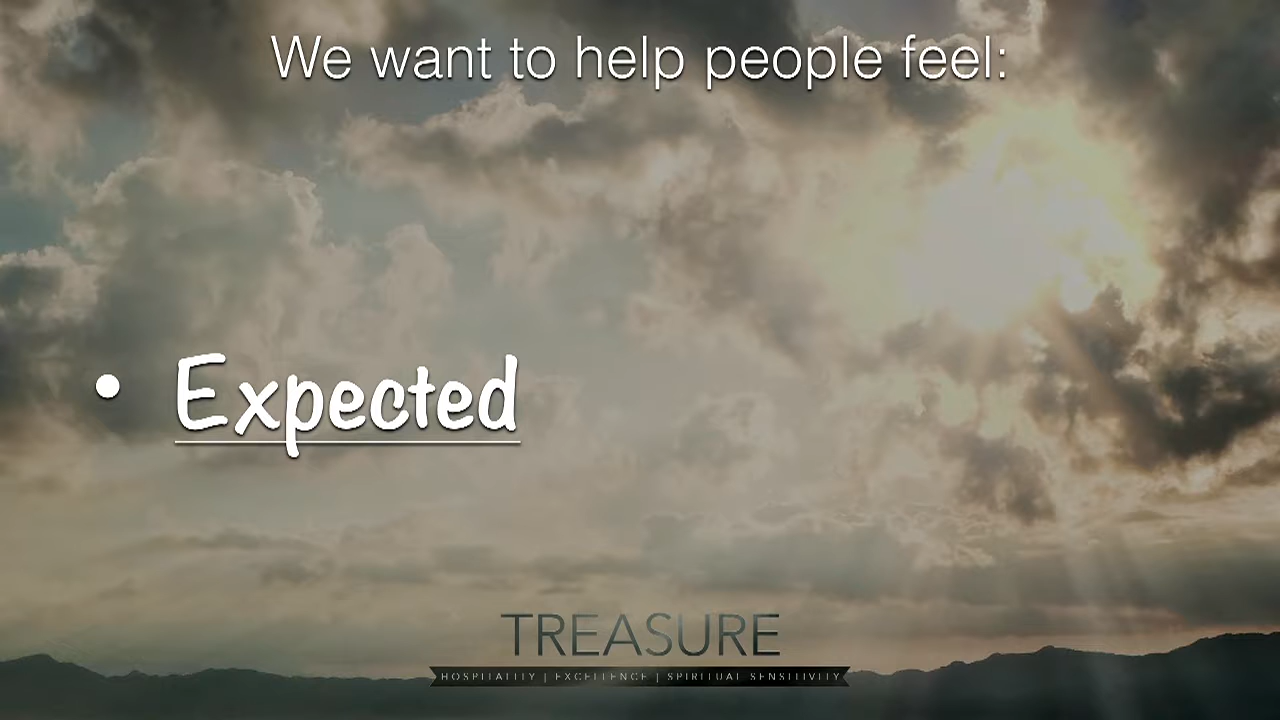 We want to help people feel:
• Expected
TREASURE
HOSPITALITY | EXCELLENCE | SPIRITUAL SENSITIVITY